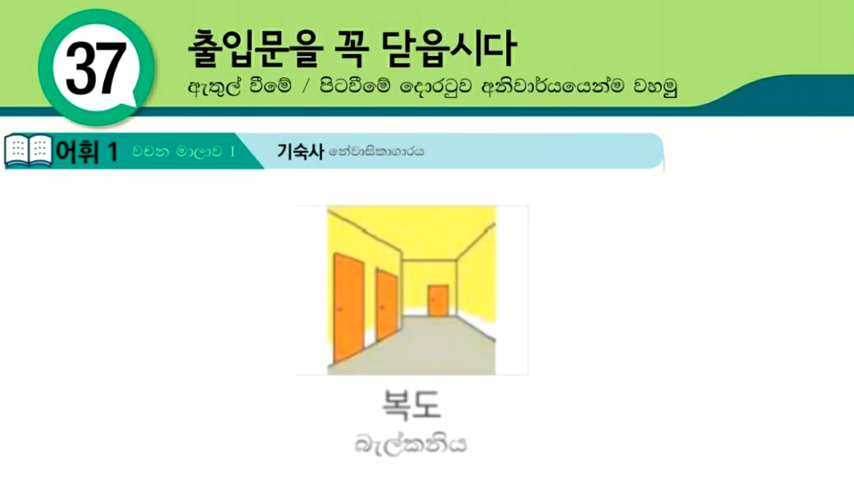 37
출입문을 꼭 닫읍시다
ඇතුල් වීමේ / පිටවීමේ දොරටුව අනිවාර්යයෙන්ම වහමු
어휘 1 වචන මාලාව 1 기숙사 නේවාසිකාගාරය
복도
බැල්කනිය